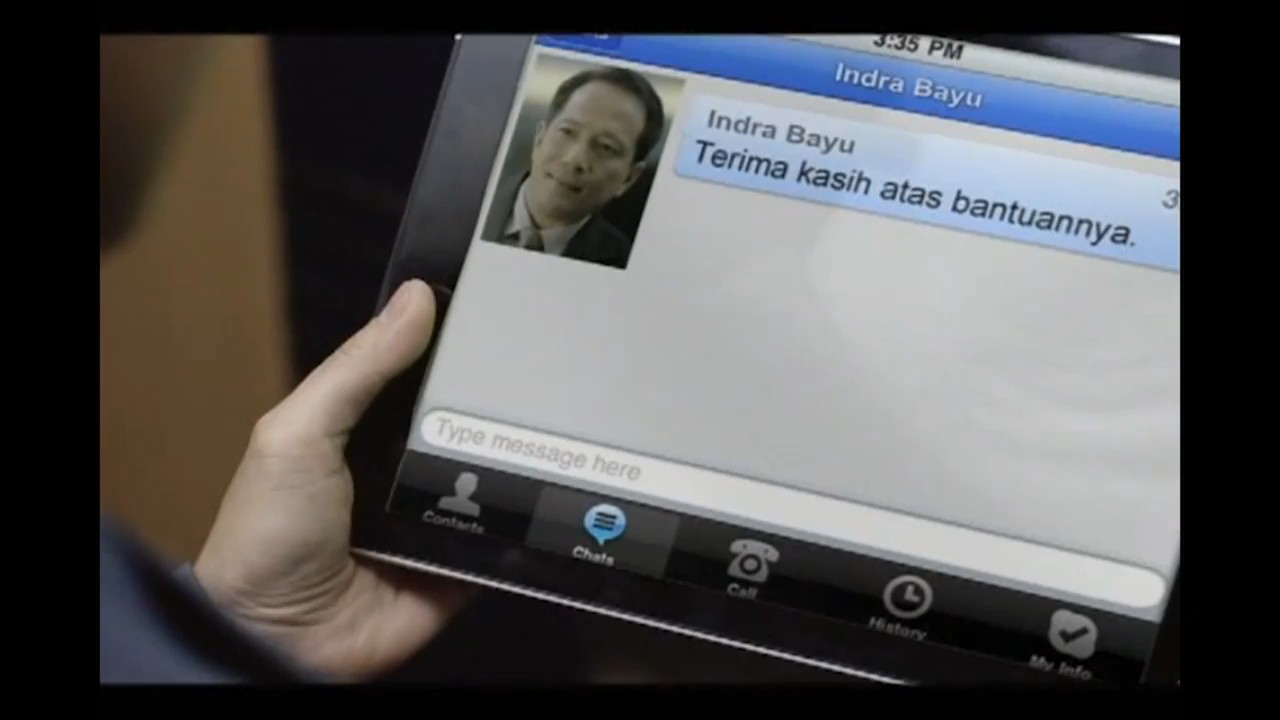 3:35 PM
Indra Bayu
Indra Bayu
3
Terima kasih atas bantuannya.
Type message here
Contacts
Chats
Call
History
My Info